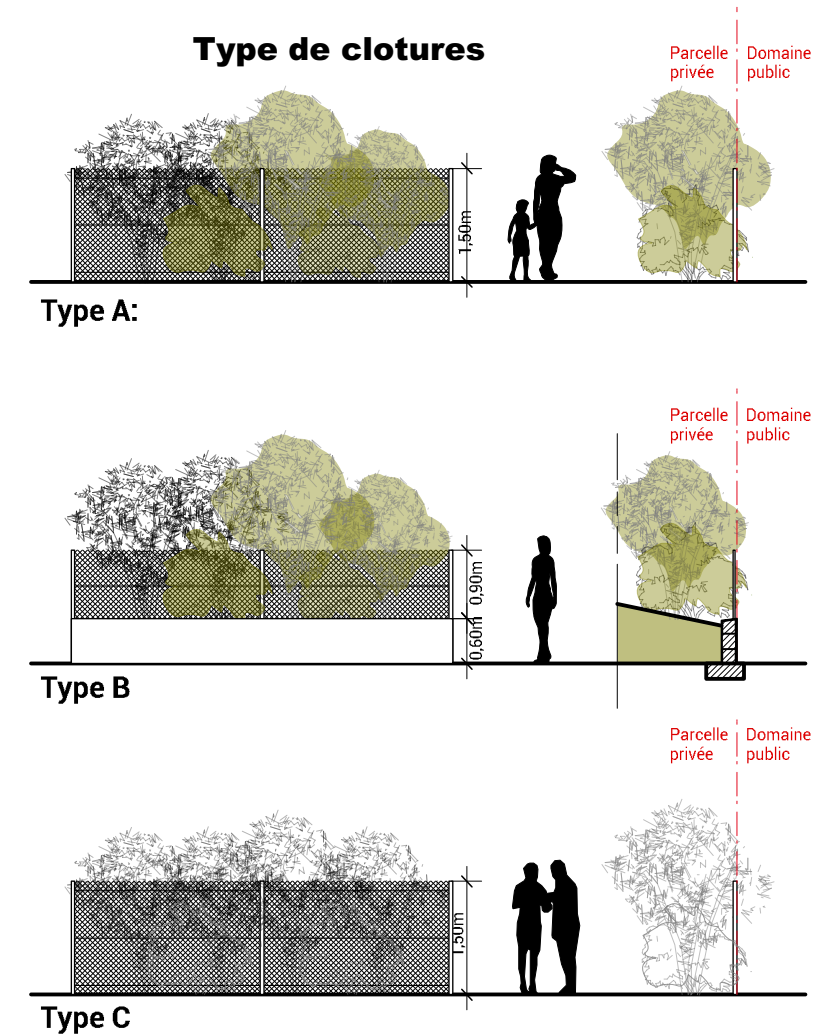 Type de clotures
Parcelle privée
Domaine public
1,50m
Type A:
Parcelle privée
Domaine public
0,90m
0,60m
Type B
Parcelle privée
Domaine public
1,50m
Type C